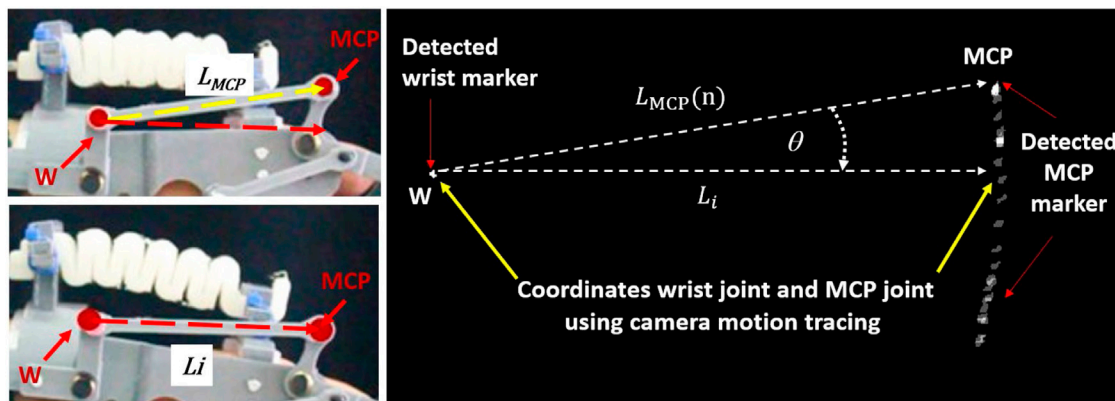 MCP
L_MCP
W
MCP
W
Li
Detected
wrist marker
MCP
L_MCP(n)
θ
Detected
MCP
marker
W
L_i
Coordinates wrist joint and MCP joint
using camera motion tracing